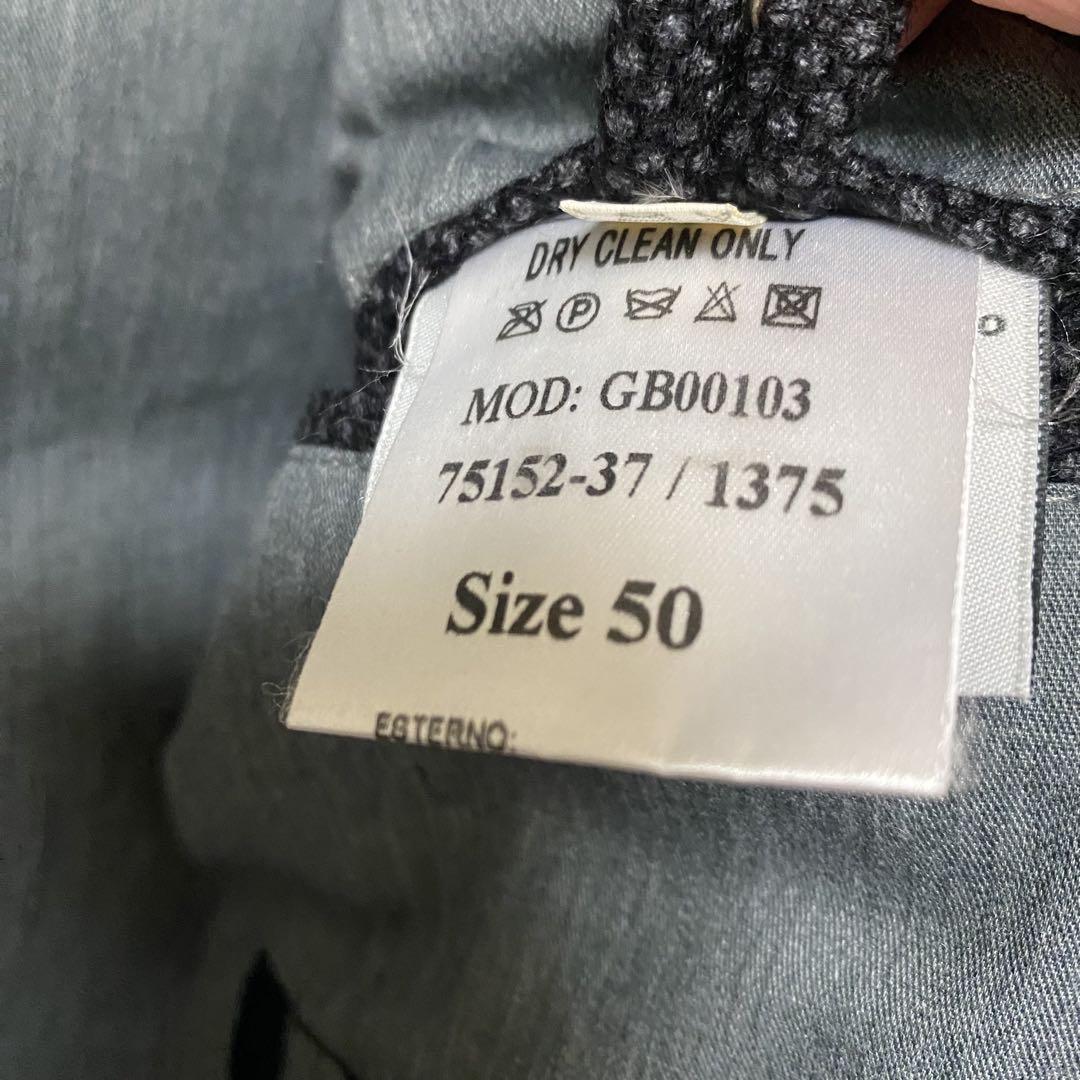 DRY CLEAN ONLY
P
MOD: GB00103
75152-37 / 1375
Size 50
ESTERNO: